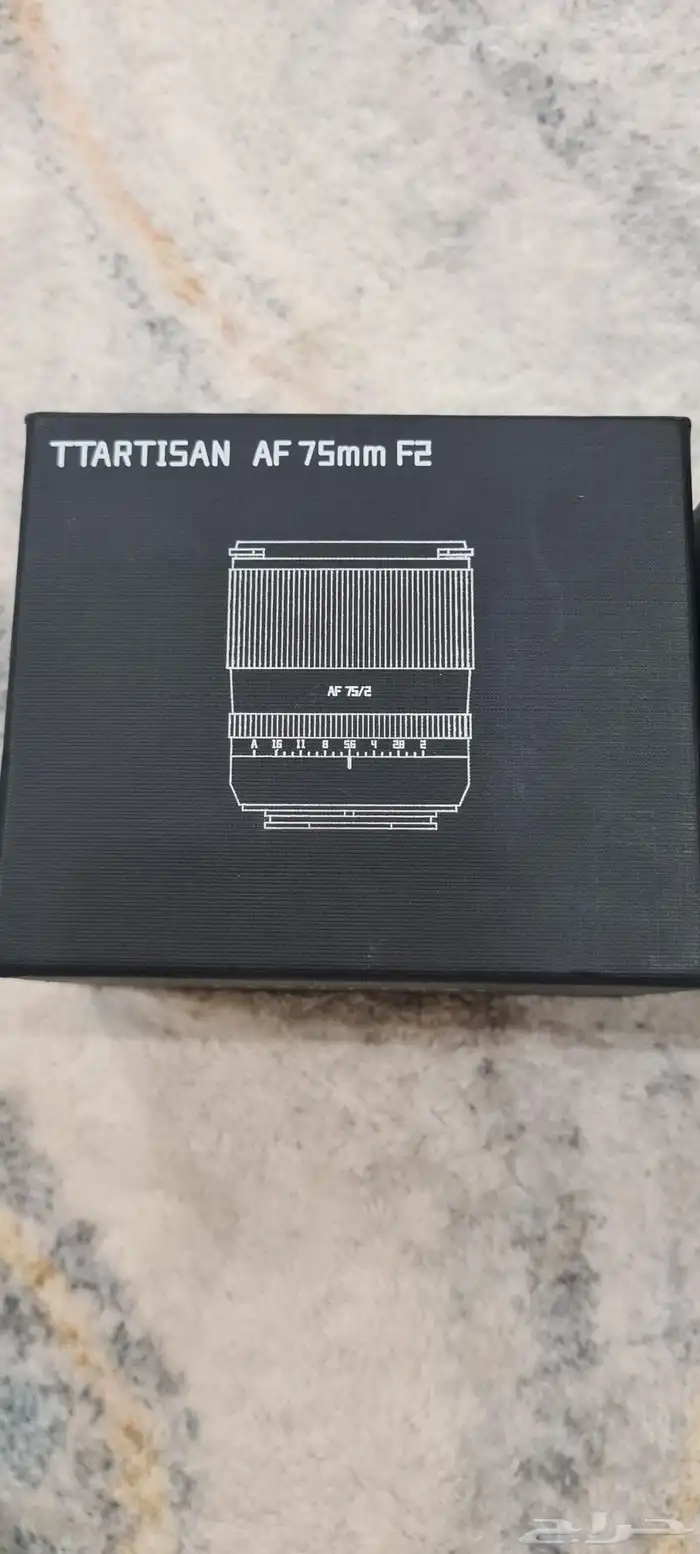 TTARTISAN AF 75mm F2
AF 75/2
A 16 11 8 5.6 4 2.8 2
حراج